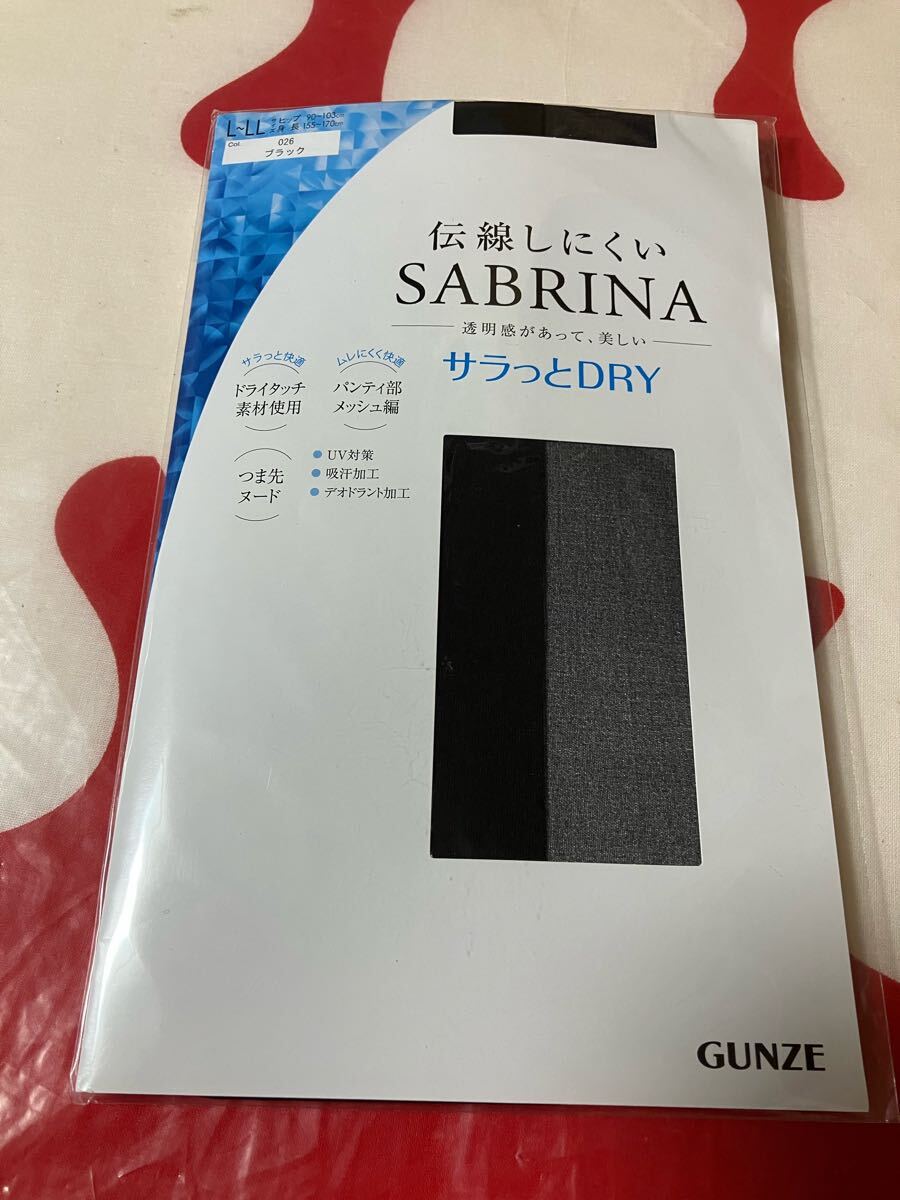 L~LL サイズ ヒップ 90~103cm
身長 155~170cm
Col. 026
ブラック
伝線しにくい
SABRINA
透明感があって、美しい
サラっとDRY
サラっと快適
ドライタッチ
素材使用
ムレにくく快適
パンティ部
メッシュ編
つま先
ヌード
UV対策
吸汗加工
デオドラント加工
GUNZE